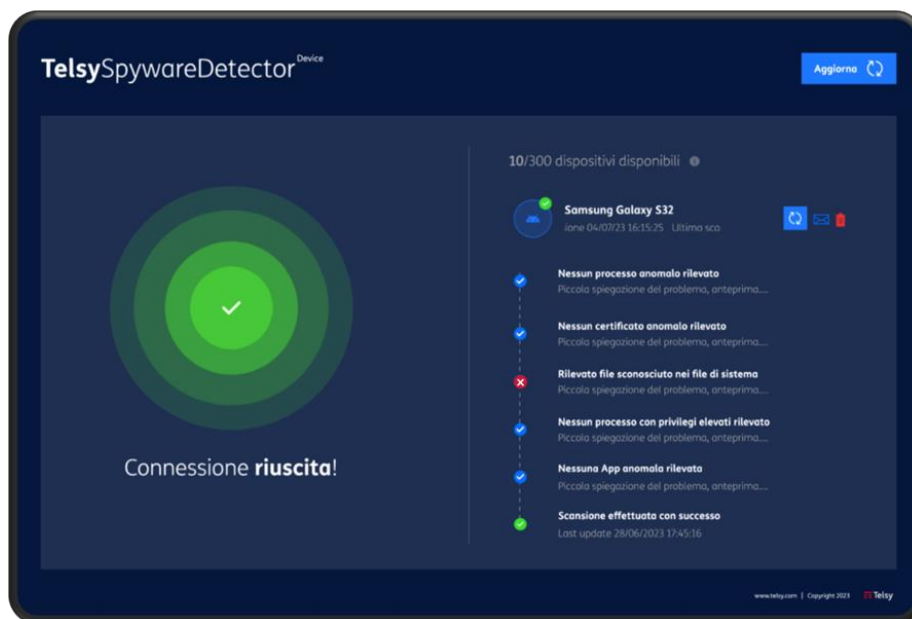 TelsySpywareDetector Device
Aggiorna
10/300 dispositivi disponibili
Samsung Galaxy S32
ione 04/07/23 16:15:25 Ultima sca
Nessun processo anomalo rilevato
Piccola spiegazione del problema, anteprima....
Nessun certificato anomalo rilevato
Piccola spiegazione del problema, anteprima....
Rilevato file sconosciuto nei file di sistema
Piccola spiegazione del problema, anteprima....
Nessun processo con privilegi elevati rilevato
Piccola spiegazione del problema, anteprima....
Nessuna App anomala rilevata
Piccola spiegazione del problema, anteprima....
Scansione effettuata con successo
Last update 28/06/2023 17:45:16
Connessione riuscita!
www.telsy.com | Copyright 2023 Telsy